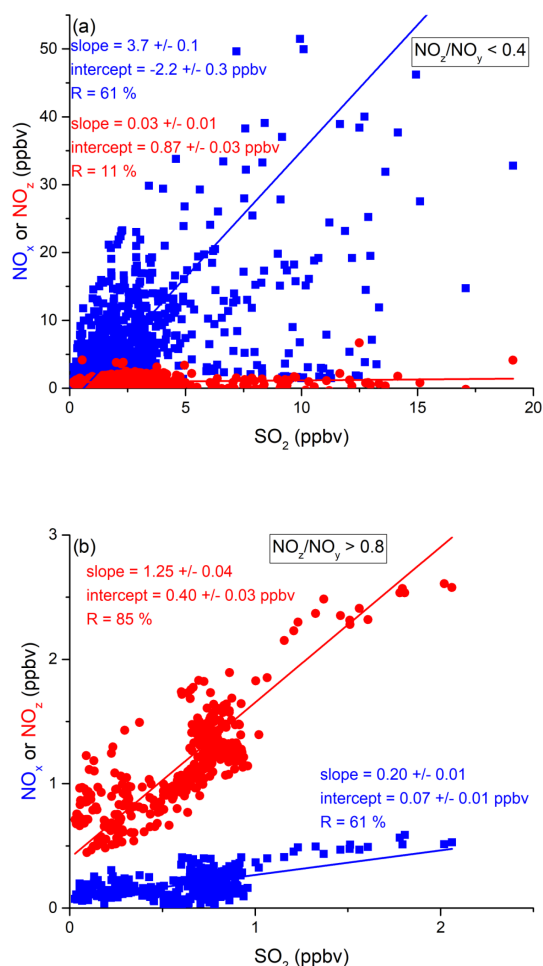 (a)
slope = 3.7 +/- 0.1
intercept = -2.2 +/- 0.3 ppbv
R = 61 %
NOz/NOy < 0.4
slope = 0.03 +/- 0.01
intercept = 0.87 +/- 0.03 ppbv
R = 11 %
NOx or NOz (ppbv)
50
40
30
20
10
0
0 5 10 15 20
SO2 (ppbv)
(b)
NOz/NOy > 0.8
slope = 1.25 +/- 0.04
intercept = 0.40 +/- 0.03 ppbv
R = 85 %
slope = 0.20 +/- 0.01
intercept = 0.07 +/- 0.01 ppbv
R = 61 %
NOx or NOz (ppbv)
3
2
1
0
0 1 2
SO2 (ppbv)